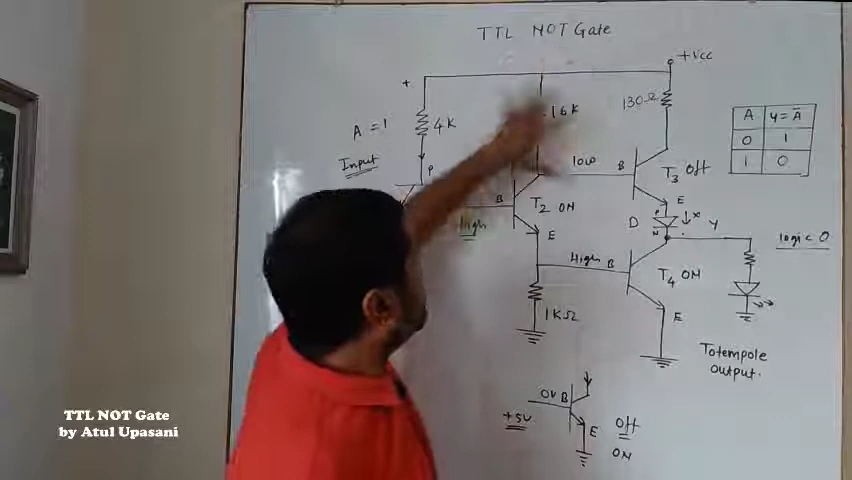 TTL NOT Gate
+Vcc
+
4K
1.6K
130Ω
A = 1
Input
P
low
B
T3 Off
E
A
y = Ā
0
1
1
0
B
T2 ON
E
High
D
P
N
x
y
logic 0
High
B
T4 ON
E
1KΩ
Totempole
output.
0V B
+5V
E
Off
ON
TTL NOT Gate
by Atul Upasani